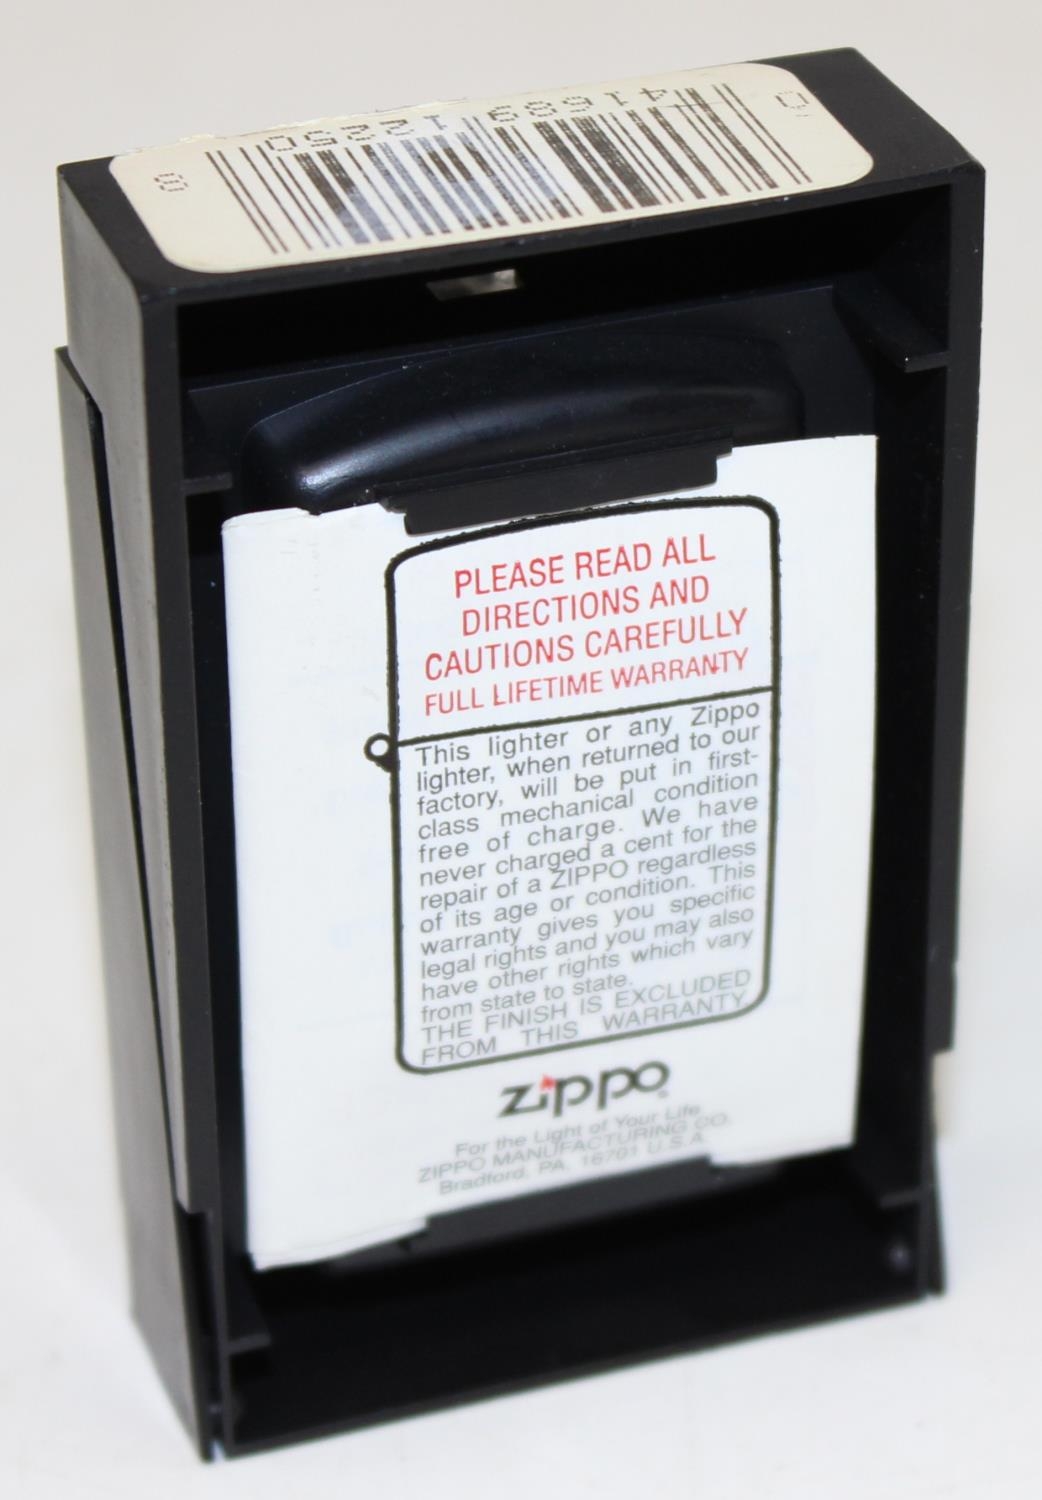 0 41689 12250 8
PLEASE READ ALL
DIRECTIONS AND
CAUTIONS CAREFULLY
FULL LIFETIME WARRANTY
This lighter or any Zippo
lighter, when returned to our
factory, will be put in first-
class mechanical condition
free of charge. We have
never charged a cent for the
repair of a ZIPPO regardless
of its age or condition. This
warranty gives you specific
legal rights and you may also
have other rights which vary
from state to state.
THE FINISH IS EXCLUDED
FROM THIS WARRANTY
zippo
For the Light of Your Life
ZIPPO MANUFACTURING CO.
Bradford, PA. 16701 U.S.A.